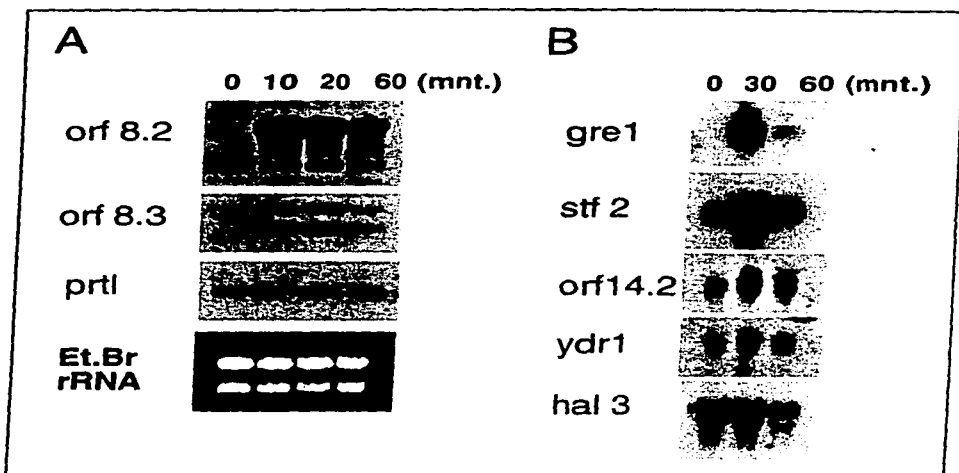 A
0 10 20 60 (mnt.)
orf 8.2
orf 8.3
prtl
Et.Br
rRNA
B
0 30 60 (mnt.)
gre1
stf 2
orf14.2
ydr1
hal 3